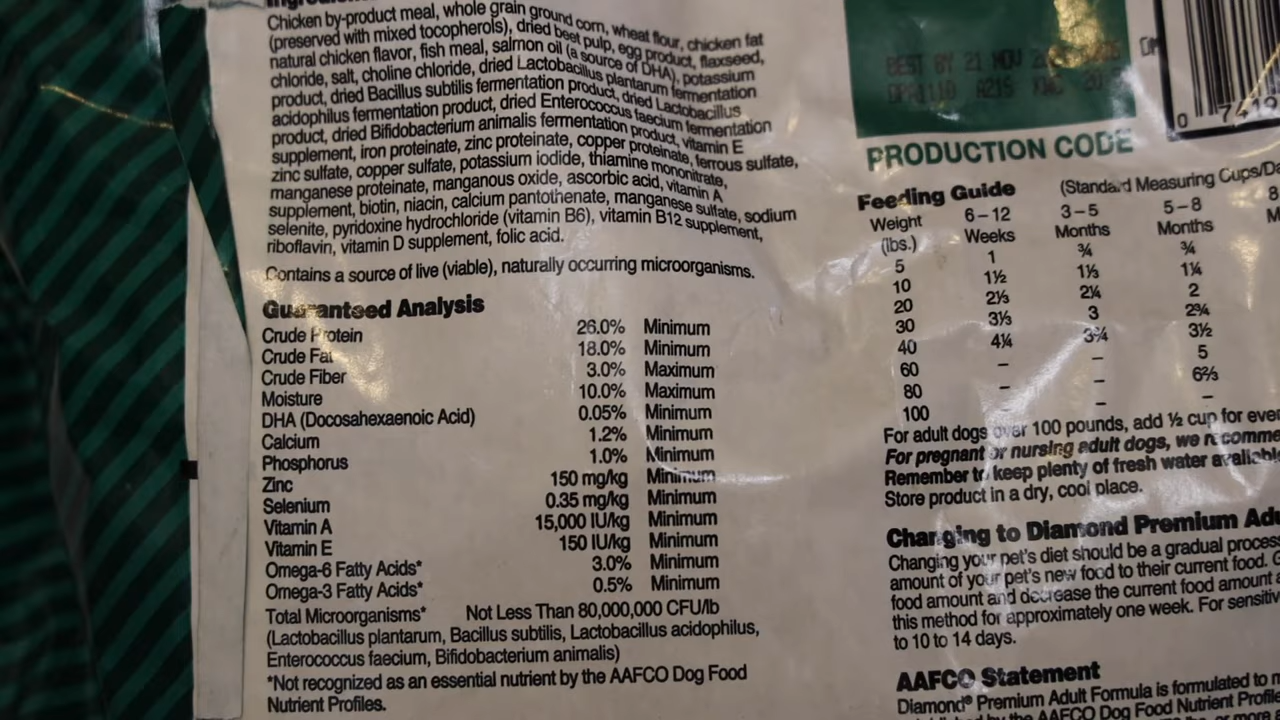 Chicken by-product meal, whole grain ground corn, wheat flour, chicken fat
(preserved with mixed tocopherols), dried beet pulp, egg product, flaxseed,
natural chicken flavor, fish meal, salmon oil (a source of DHA), potassium
chloride, salt, choline chloride, dried Lactobacillus plantarum fermentation
product, dried Bacillus subtilis fermentation product, dried Lactobacillus
acidophilus fermentation product, dried Enterococcus faecium fermentation
product, dried Bifidobacterium animalis fermentation product, vitamin E
supplement, iron proteinate, zinc proteinate, copper proteinate, ferrous sulfate,
zinc sulfate, copper sulfate, potassium iodide, thiamine mononitrate,
manganese proteinate, manganous oxide, ascorbic acid, vitamin A
supplement, biotin, niacin, calcium pantothenate, manganese sulfate, sodium
selenite, pyridoxine hydrochloride (vitamin B6), vitamin B12 supplement,
riboflavin, vitamin D supplement, folic acid.
Contains a source of live (viable), naturally occurring microorganisms.
Guaranteed Analysis
Crude Protein 26.0% Minimum
Crude Fat 18.0% Minimum
Crude Fiber 3.0% Maximum
Moisture 10.0% Maximum
DHA (Docosahexaenoic Acid) 0.05% Minimum
Calcium 1.2% Minimum
Phosphorus 1.0% Minimum
Zinc 150 mg/kg Minimum
Selenium 0.35 mg/kg Minimum
Vitamin A 15,000 IU/kg Minimum
Vitamin E 150 IU/kg Minimum
Omega-6 Fatty Acids* 3.0% Minimum
Omega-3 Fatty Acids* 0.5% Minimum
Total Microorganisms* Not Less Than 80,000,000 CFU/lb
(Lactobacillus plantarum, Bacillus subtilis, Lactobacillus acidophilus,
Enterococcus faecium, Bifidobacterium animalis)
*Not recognized as an essential nutrient by the AAFCO Dog Food
Nutrient Profiles.
BEST BY 21 NOV
PRODUCTION CODE
0 7419
Feeding Guide (Standard Measuring Cups/Da
Weight 6-12 3-5 5-8 8
(lbs.) Weeks Months Months M
5 1 ¾ ¾
10 1½ 1⅓ 1¼
20 2⅓ 2¼ 2
30 3⅓ 3 2¾
40 4¼ 3¾ 3½
60 – – 5
80 – – 6⅔
100 – – –
For adult dogs over 100 pounds, add ½ cup for ever
For pregnant or nursing adult dogs, we recomme
Remember to keep plenty of fresh water available
Store product in a dry, cool place.
Changing to Diamond Premium Adu
Changing your pet's diet should be a gradual process
amount of your pet's new food to their current food.
food amount and decrease the current food amount
this method for approximately one week. For sensitiv
to 10 to 14 days.
AAFCO Statement
Diamond® Premium Adult Formula is formulated to m
by the AAFCO Dog Food Nutrient Profile